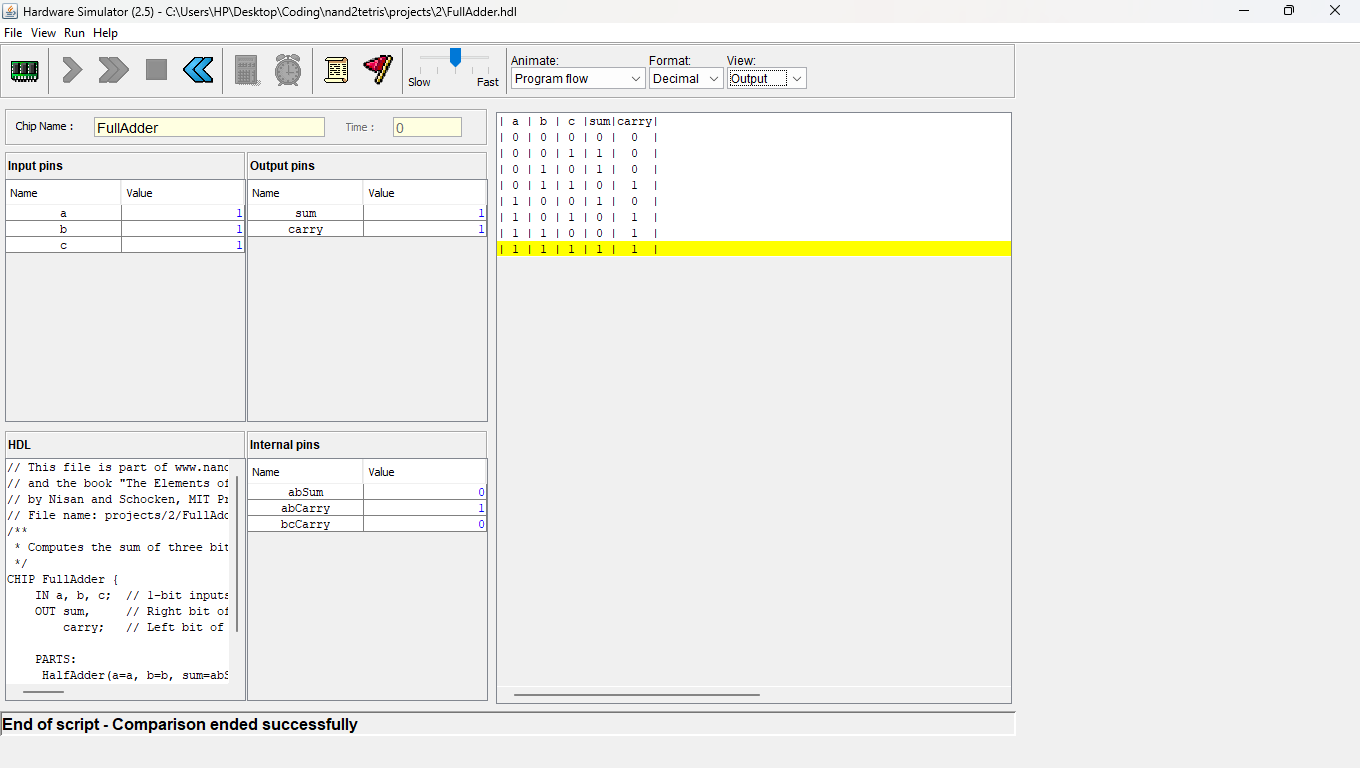 Hardware Simulator (2.5) - C:\Users\HP\Desktop\Coding\nand2tetris\projects\2\FullAdder.hdl
File View Run Help
Slow Fast
Animate: Format: View:
Program flow Decimal Output
Chip Name : FullAdder Time : 0
Input pins
Name Value
a 1
b 1
c 1
Output pins
Name Value
sum 1
carry 1
HDL
// This file is part of www.nand
// and the book "The Elements of
// by Nisan and Schocken, MIT Pr
// File name: projects/2/FullAdd
/**
* Computes the sum of three bit
*/
CHIP FullAdder {
IN a, b, c; // 1-bit inputs
OUT sum, // Right bit of
carry; // Left bit of
PARTS:
HalfAdder(a=a, b=b, sum=abS
Internal pins
Name Value
abSum 0
abCarry 1
bcCarry 0
| a | b | c |sum|carry|
| 0 | 0 | 0 | 0 | 0 |
| 0 | 0 | 1 | 1 | 0 |
| 0 | 1 | 0 | 1 | 0 |
| 0 | 1 | 1 | 0 | 1 |
| 1 | 0 | 0 | 1 | 0 |
| 1 | 0 | 1 | 0 | 1 |
| 1 | 1 | 0 | 0 | 1 |
| 1 | 1 | 1 | 1 | 1 |
End of script - Comparison ended successfully